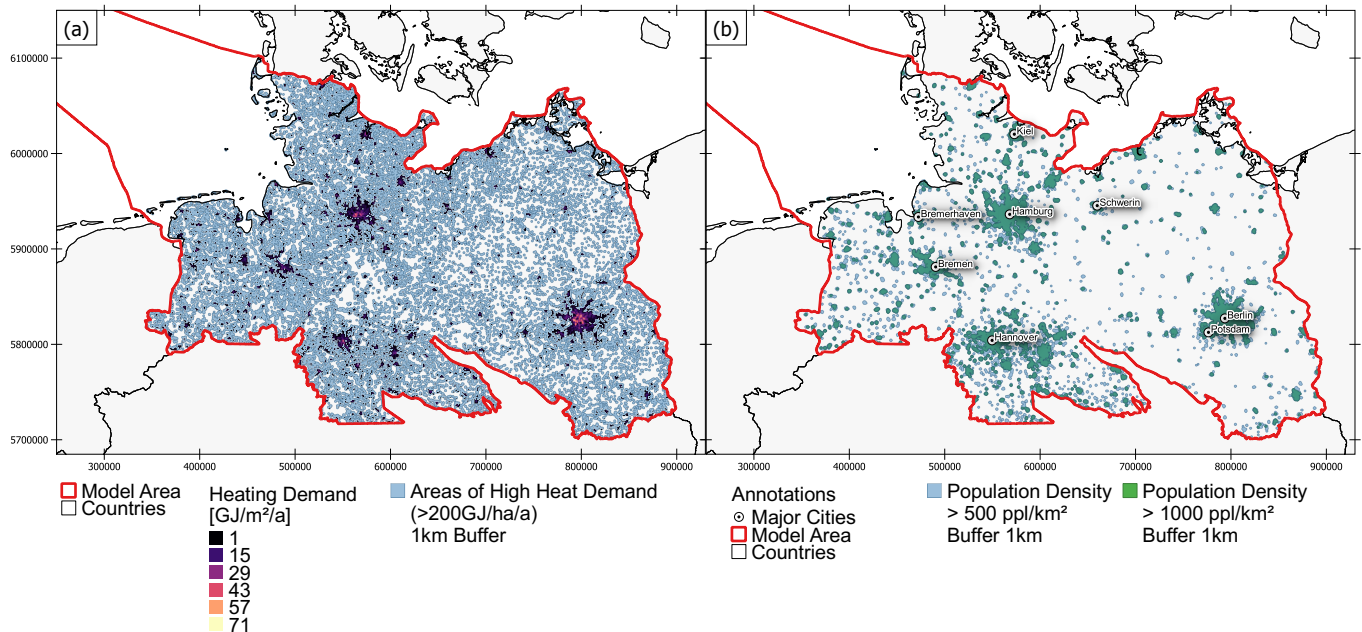 (a)
(b)
6100000
6000000
5900000
5800000
5700000
300000 400000 500000 600000 700000 800000 900000
Kiel
Schwerin
Bremerhaven
Hamburg
Bremen
Berlin
Potsdam
Hannover
300000 400000 500000 600000 700000 800000 900000
Model Area
Countries
Heating Demand
[GJ/m²/a]
1
15
29
43
57
71
Areas of High Heat Demand
(>200GJ/ha/a)
1km Buffer
Annotations
Major Cities
Model Area
Countries
Population Density
> 500 ppl/km²
Buffer 1km
Population Density
> 1000 ppl/km²
Buffer 1km